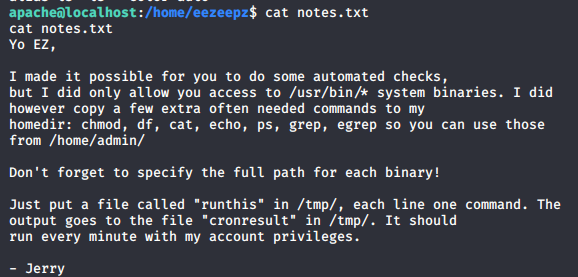 apache@localhost:/home/eezeepz$ cat notes.txt
cat notes.txt
Yo EZ,

I made it possible for you to do some automated checks,
but I did only allow you access to /usr/bin/* system binaries. I did
however copy a few extra often needed commands to my
homedir: chmod, df, cat, echo, ps, grep, egrep so you can use those
from /home/admin/

Don't forget to specify the full path for each binary!

Just put a file called "runthis" in /tmp/, each line one command. The
output goes to the file "cronresult" in /tmp/. It should
run every minute with my account privileges.

- Jerry